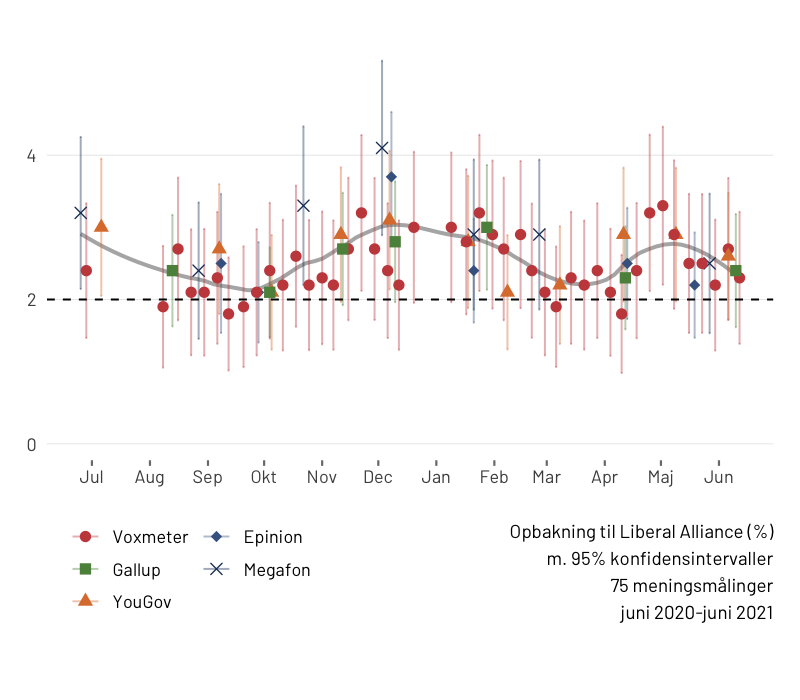 4
2
0
Jul Aug Sep Okt Nov Dec Jan Feb Mar Apr Maj Jun
Voxmeter
Epinion
Gallup
Megafon
YouGov
Opbakning til Liberal Alliance (%)
m. 95% konfidensintervaller
75 meningsmålinger
juni 2020-juni 2021